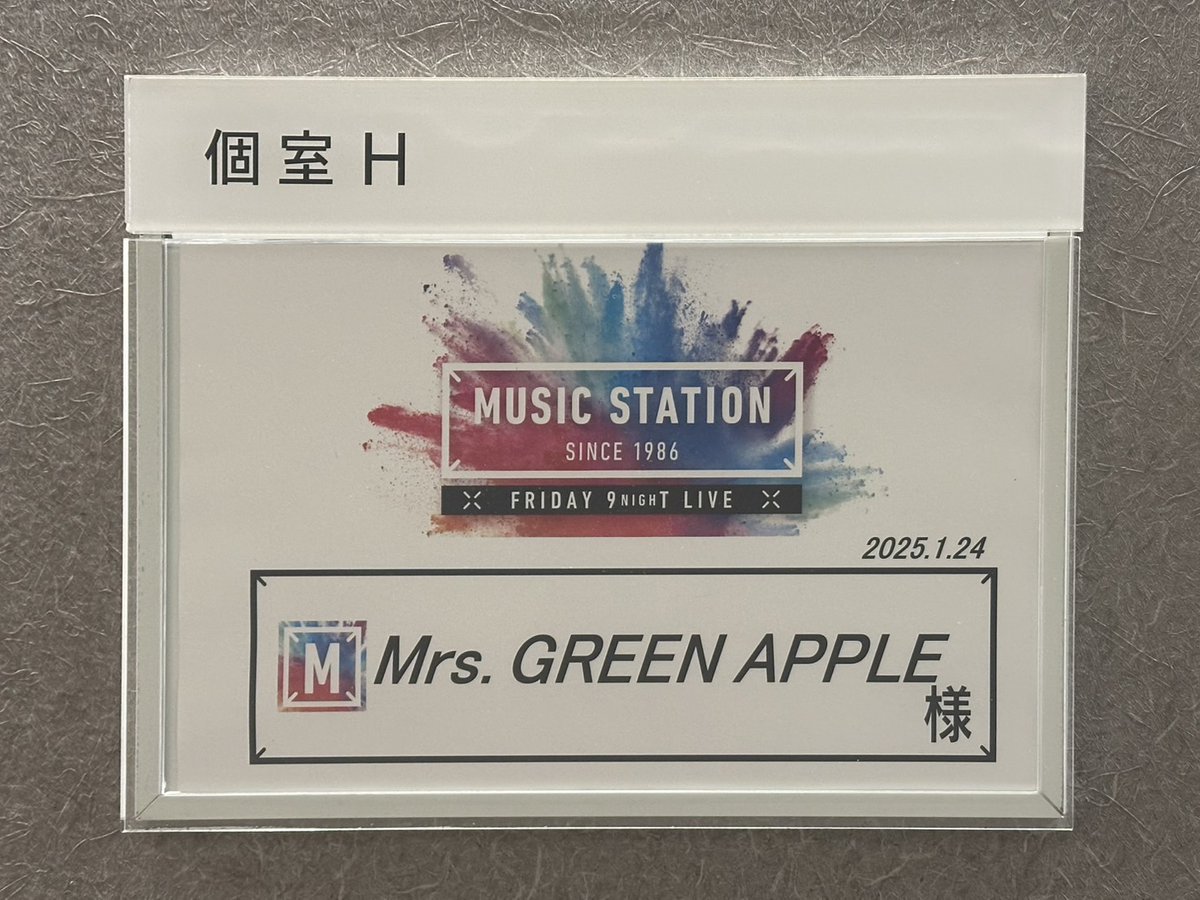 個室 H
MUSIC STATION
SINCE 1986
FRIDAY 9NIGHT LIVE
2025.1.24
M Mrs. GREEN APPLE
様